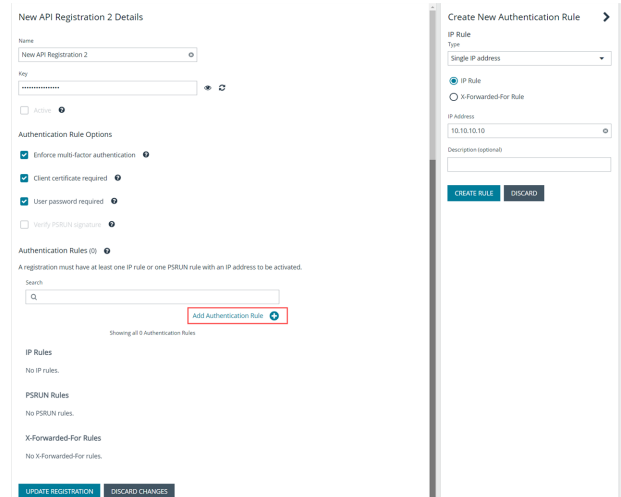 New API Registration 2 Details
Name
New API Registration 2
Key
••••••••••••••••
Active
Authentication Rule Options
Enforce multi-factor authentication
Client certificate required
User password required
Verify PSRUN signature
Authentication Rules (0)
A registration must have at least one IP rule or one PSRUN rule with an IP address to be activated.
Search
Add Authentication Rule
Showing all 0 Authentication Rules
IP Rules
No IP rules.
PSRUN Rules
No PSRUN rules.
X-Forwarded-For Rules
No X-Forwarded-For rules.
UPDATE REGISTRATION DISCARD CHANGES
Create New Authentication Rule
IP Rule
Type
Single IP address
IP Rule
X-Forwarded-For Rule
IP Address
10.10.10.10
Description (optional)
CREATE RULE DISCARD